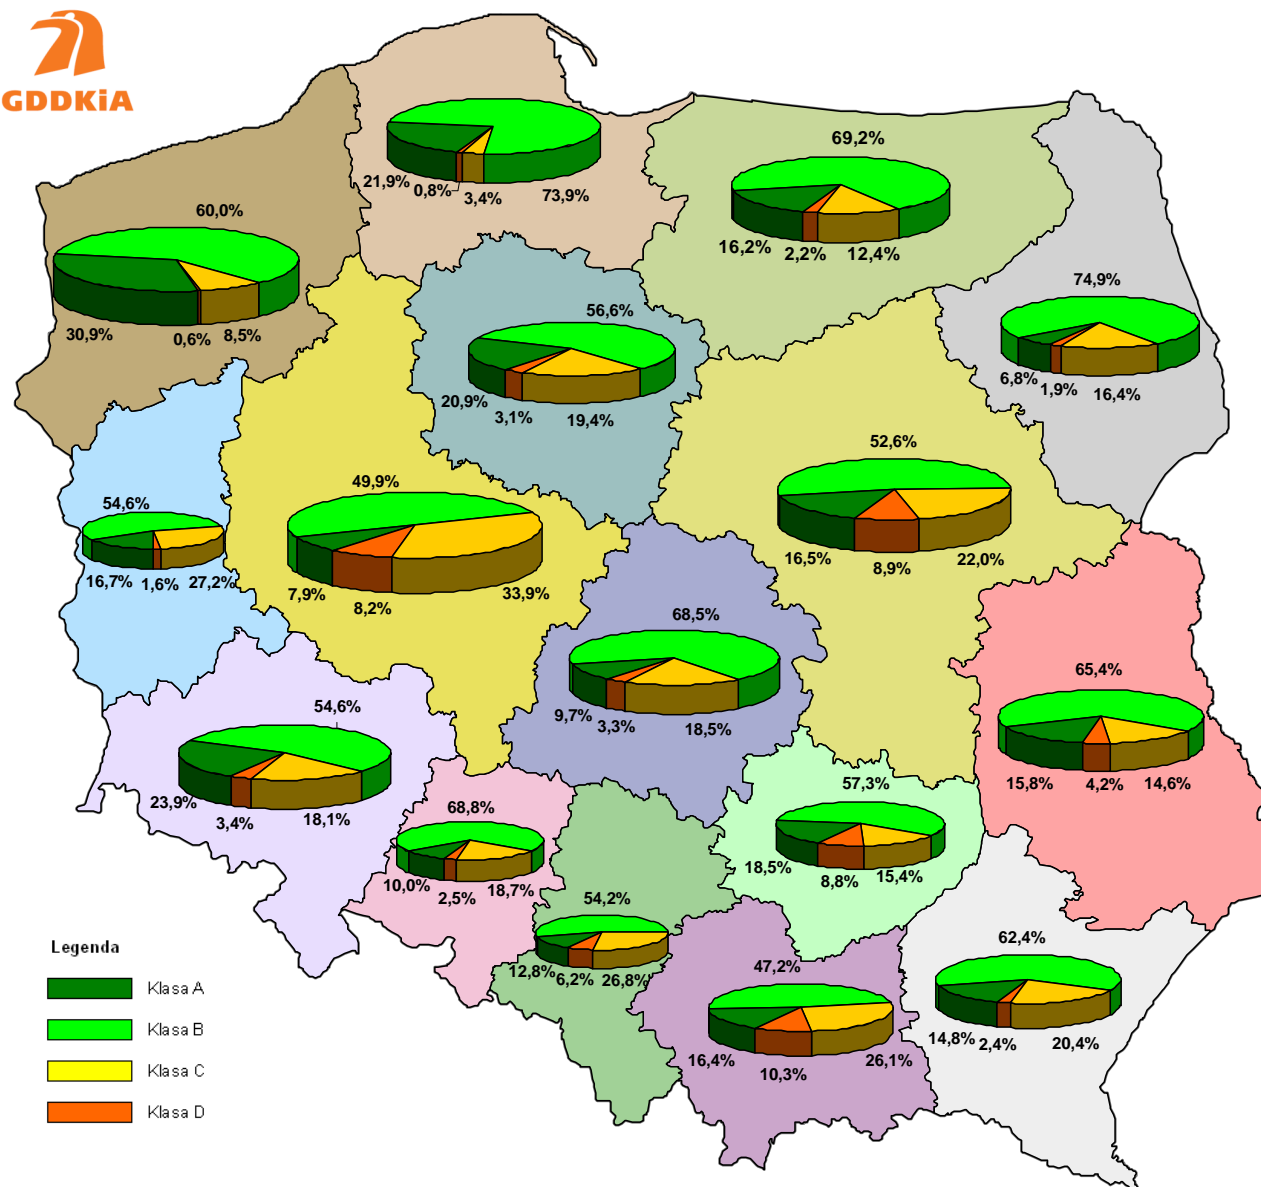 GDDKiA
21,9% 0,8% 3,4% 73,9%
69,2%
16,2% 2,2% 12,4%
60,0%
30,9% 0,6% 8,5%
74,9%
6,8% 1,9% 16,4%
56,6%
20,9% 3,1% 19,4%
52,6%
16,5% 8,9% 22,0%
54,6%
16,7% 1,6% 27,2%
49,9%
7,9% 8,2% 33,9%
68,5%
9,7% 3,3% 18,5%
65,4%
15,8% 4,2% 14,6%
54,6%
23,9% 3,4% 18,1%
68,8%
10,0% 2,5% 18,7%
57,3%
18,5% 8,8% 15,4%
54,2%
12,8% 6,2% 26,8%
47,2%
16,4% 10,3% 26,1%
62,4%
14,8% 2,4% 20,4%
Legenda
Klasa A
Klasa B
Klasa C
Klasa D